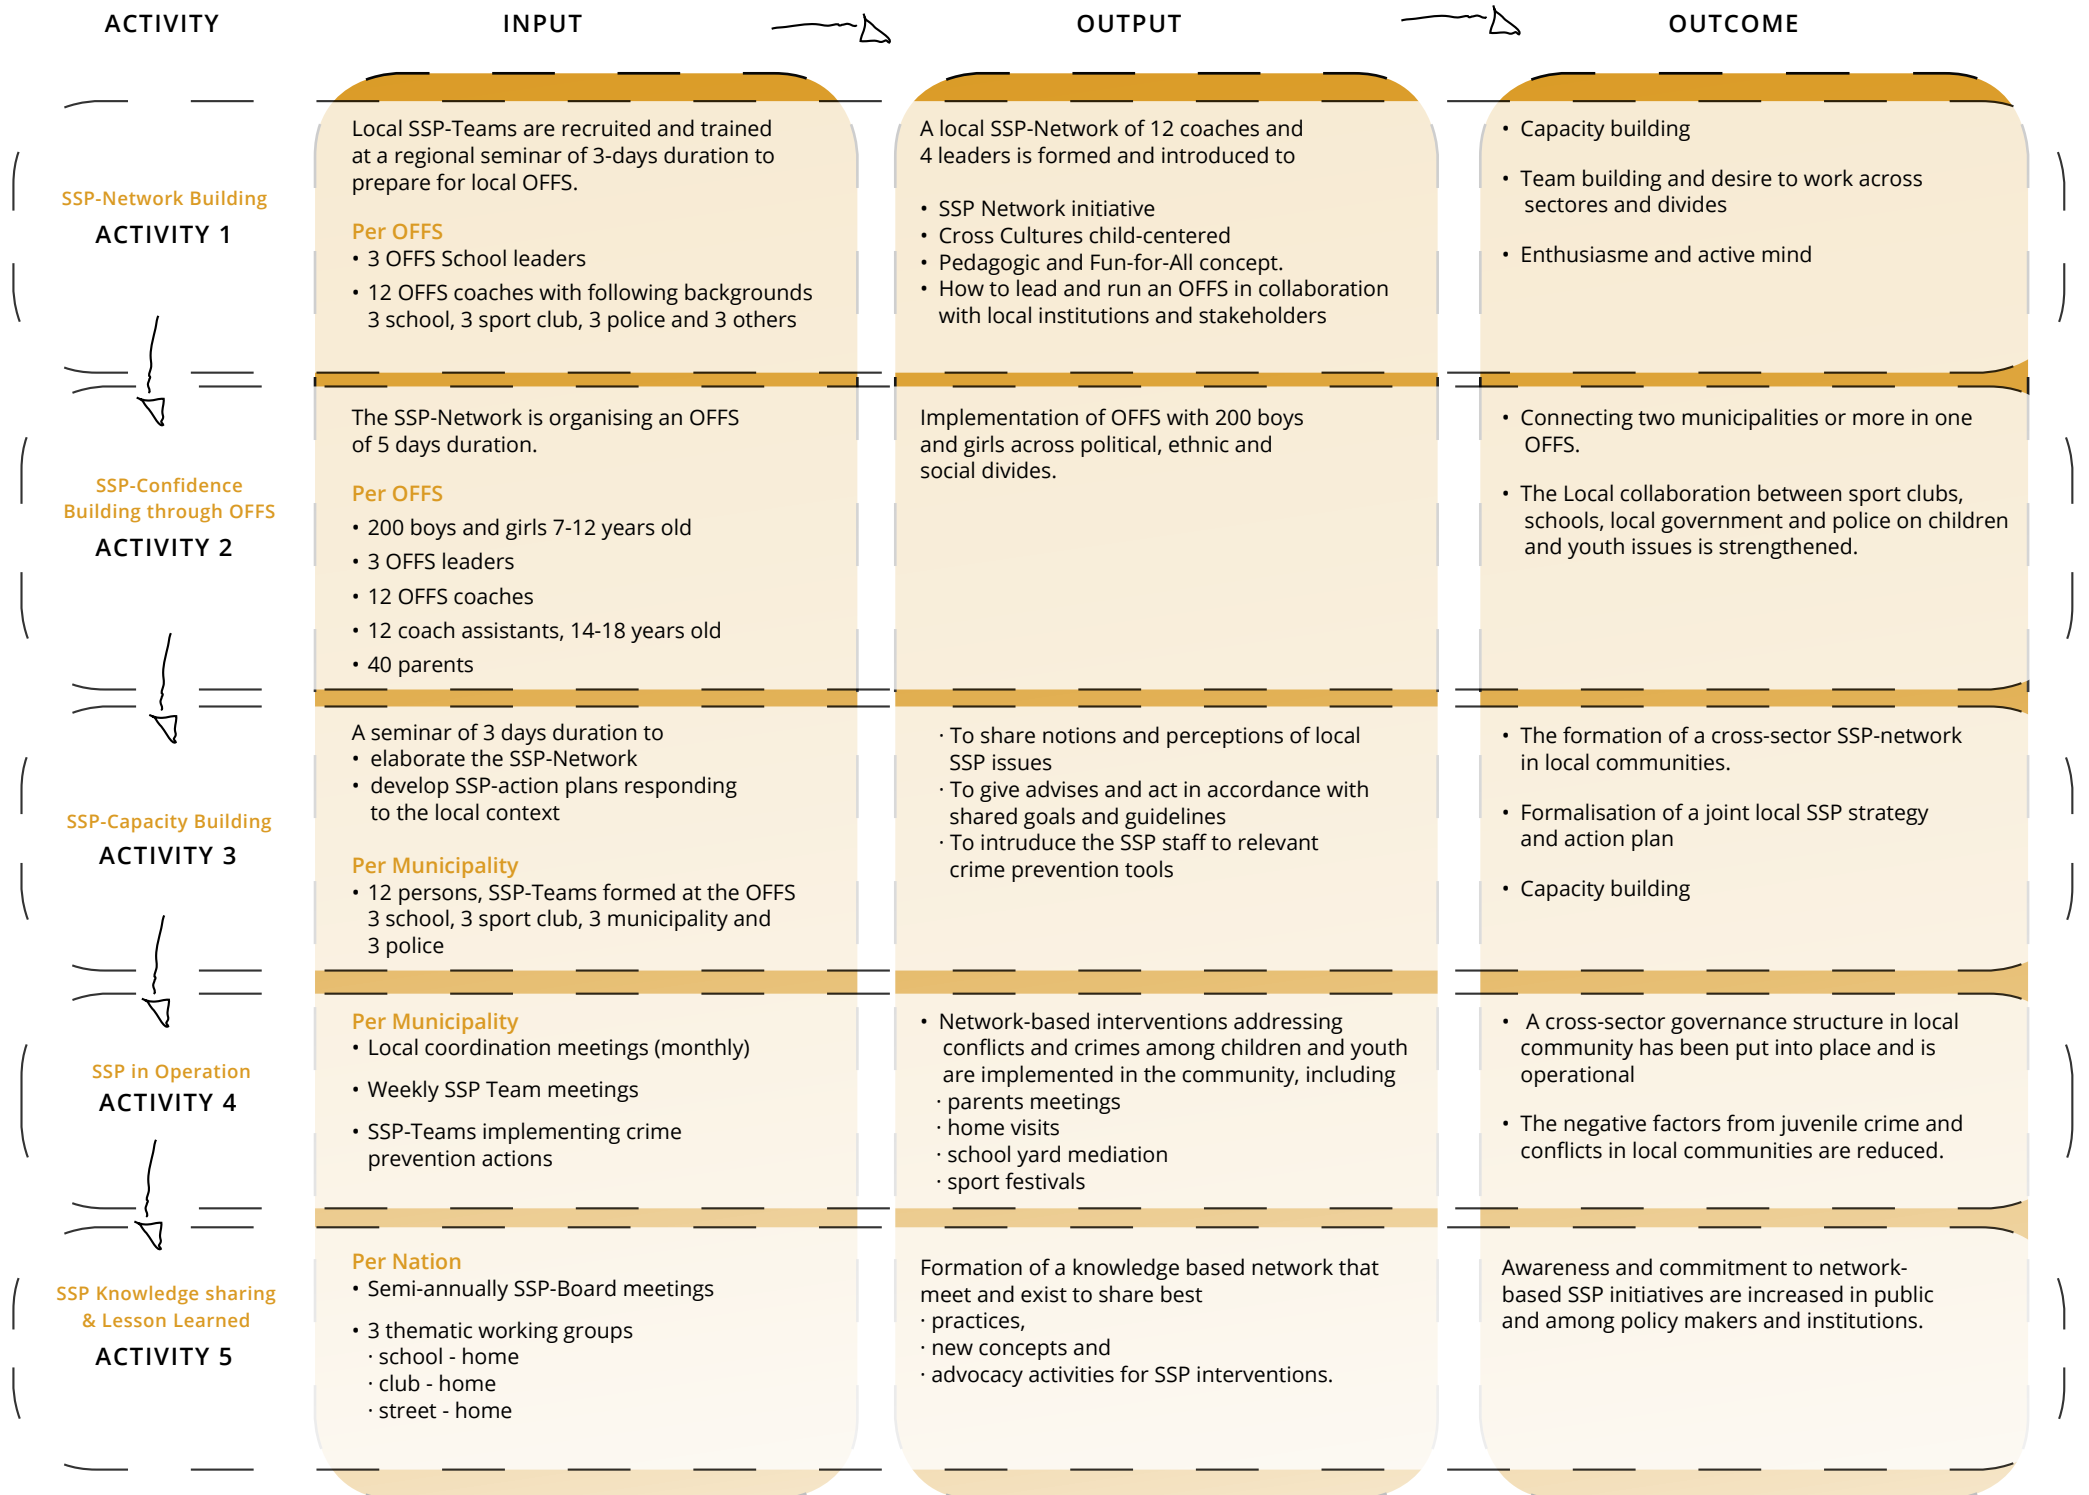 ACTIVITY
INPUT
OUTPUT
OUTCOME
SSP-Network Building
ACTIVITY 1
Local SSP-Teams are recruited and trained
at a regional seminar of 3-days duration to
prepare for local OFFS.
Per OFFS
• 3 OFFS School leaders
• 12 OFFS coaches with following backgrounds
3 school, 3 sport club, 3 police and 3 others
A local SSP-Network of 12 coaches and
4 leaders is formed and introduced to
• SSP Network initiative
• Cross Cultures child-centered
• Pedagogic and Fun-for-All concept.
• How to lead and run an OFFS in collaboration
with local institutions and stakeholders
• Capacity building
• Team building and desire to work across
sectores and divides
• Enthusiasme and active mind
SSP-Confidence
Building through OFFS
ACTIVITY 2
The SSP-Network is organising an OFFS
of 5 days duration.
Per OFFS
• 200 boys and girls 7-12 years old
• 3 OFFS leaders
• 12 OFFS coaches
• 12 coach assistants, 14-18 years old
• 40 parents
Implementation of OFFS with 200 boys
and girls across political, ethnic and
social divides.
• Connecting two municipalities or more in one
OFFS.
• The Local collaboration between sport clubs,
schools, local government and police on children
and youth issues is strengthened.
SSP-Capacity Building
ACTIVITY 3
A seminar of 3 days duration to
• elaborate the SSP-Network
• develop SSP-action plans responding
to the local context
Per Municipality
• 12 persons, SSP-Teams formed at the OFFS
3 school, 3 sport club, 3 municipality and
3 police
· To share notions and perceptions of local
SSP issues
· To give advises and act in accordance with
shared goals and guidelines
· To intruduce the SSP staff to relevant
crime prevention tools
• The formation of a cross-sector SSP-network
in local communities.
• Formalisation of a joint local SSP strategy
and action plan
• Capacity building
SSP in Operation
ACTIVITY 4
Per Municipality
• Local coordination meetings (monthly)
• Weekly SSP Team meetings
• SSP-Teams implementing crime
prevention actions
• Network-based interventions addressing
conflicts and crimes among children and youth
are implemented in the community, including
· parents meetings
· home visits
· school yard mediation
· sport festivals
• A cross-sector governance structure in local
community has been put into place and is
operational
• The negative factors from juvenile crime and
conflicts in local communities are reduced.
SSP Knowledge sharing
& Lesson Learned
ACTIVITY 5
Per Nation
• Semi-annually SSP-Board meetings
• 3 thematic working groups
· school - home
· club - home
· street - home
Formation of a knowledge based network that
meet and exist to share best
· practices,
· new concepts and
· advocacy activities for SSP interventions.
Awareness and commitment to network-
based SSP initiatives are increased in public
and among policy makers and institutions.